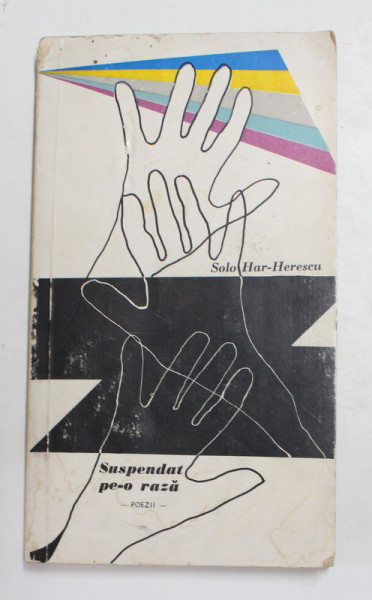 Solo Har-Herescu
Suspendat
pe-o rază
— POEZII —